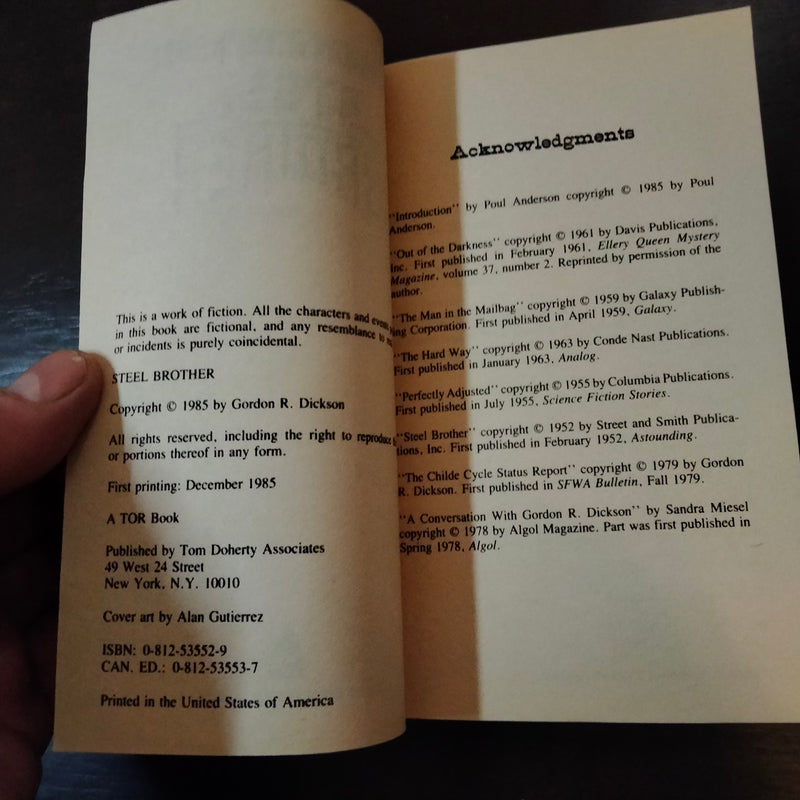 This is a work of fiction. All the characters and events
in this book are fictional, and any resemblance to
or incidents is purely coincidental.
STEEL BROTHER
Copyright © 1985 by Gordon R. Dickson
All rights reserved, including the right to reproduce
or portions thereof in any form.
First printing: December 1985
A TOR Book
Published by Tom Doherty Associates
49 West 24 Street
New York, N.Y. 10010
Cover art by Alan Gutierrez
ISBN: 0-812-53552-9
CAN. ED.: 0-812-53553-7
Printed in the United States of America
Acknowledgments
"Introduction" by Poul Anderson copyright © 1985 by Poul
Anderson.
"Out of the Darkness" copyright © 1961 by Davis Publications,
Inc. First published in February 1961, Ellery Queen Mystery
Magazine, volume 37, number 2. Reprinted by permission of the
author.
"The Man in the Mailbag" copyright © 1959 by Galaxy Publish-
ing Corporation. First published in April 1959, Galaxy.
"The Hard Way" copyright © 1963 by Conde Nast Publications.
First published in January 1963, Analog.
"Perfectly Adjusted" copyright © 1955 by Columbia Publications.
First published in July 1955, Science Fiction Stories.
"Steel Brother" copyright © 1952 by Street and Smith Publica-
tions, Inc. First published in February 1952, Astounding.
"The Childe Cycle Status Report" copyright © 1979 by Gordon
R. Dickson. First published in SFWA Bulletin, Fall 1979.
"A Conversation With Gordon R. Dickson" by Sandra Miesel
copyright © 1978 by Algol Magazine. Part was first published in
Spring 1978, Algol.